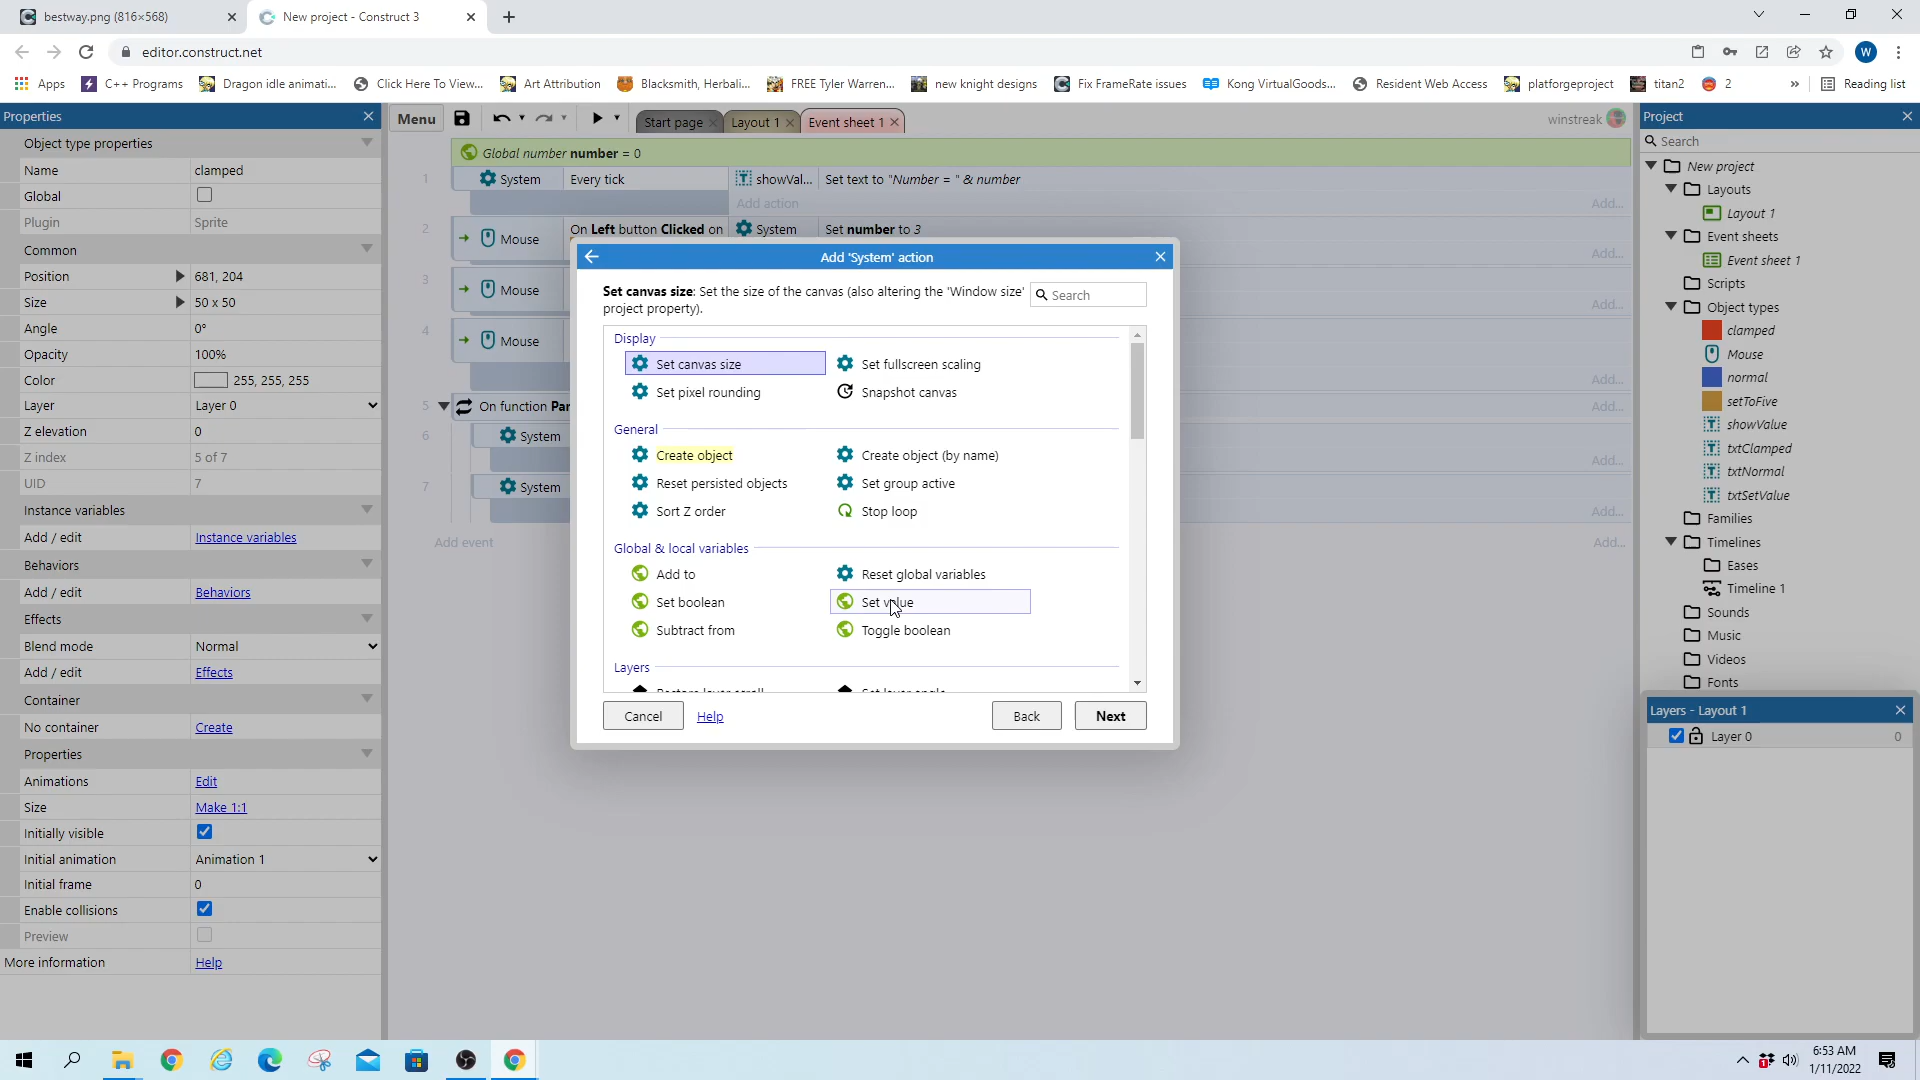 bestway.png (816×568)
New project - Construct 3
editor.construct.net
W
Apps
C++ Programs
Dragon idle animati...
Click Here To View...
Art Attribution
Blacksmith, Herbali...
FREE Tyler Warren...
new knight designs
Fix FrameRate issues
Kong VirtualGoods...
Resident Web Access
platforgeproject
titan2
2
»
Reading list
Properties
Object type properties
Name clamped
Global
Plugin Sprite
Common
Position 681, 204
Size 50 x 50
Angle 0°
Opacity 100%
Color 255, 255, 255
Layer Layer 0
Z elevation 0
Z index 5 of 7
UID 7
Instance variables
Add / edit Instance variables
Behaviors
Add / edit Behaviors
Effects
Blend mode Normal
Add / edit Effects
Container
No container Create
Properties
Animations Edit
Size Make 1:1
Initially visible
Initial animation Animation 1
Initial frame 0
Enable collisions
Preview
More information Help
Menu
Start page
Layout 1
Event sheet 1
winstreak
Global number number = 0
1 System Every tick showVal... Set text to "Number = " & number
Add action Add...
2 Mouse On Left button Clicked on System Set number to 3
Add...
3 Mouse
Add...
4 Mouse
Add...
5 On function Par
Add...
6 System
Add...
7 System
Add...
Add event Add...
Add 'System' action
Set canvas size: Set the size of the canvas (also altering the 'Window size'
project property).
Search
Display
Set canvas size Set fullscreen scaling
Set pixel rounding Snapshot canvas
General
Create object Create object (by name)
Reset persisted objects Set group active
Sort Z order Stop loop
Global & local variables
Add to Reset global variables
Set boolean Set value
Subtract from Toggle boolean
Layers
Restore layer scroll Set layer angle
Cancel Help Back Next
Project
Search
New project
Layouts
Layout 1
Event sheets
Event sheet 1
Scripts
Object types
clamped
Mouse
normal
setToFive
showValue
txtClamped
txtNormal
txtSetValue
Families
Timelines
Eases
Timeline 1
Sounds
Music
Videos
Fonts
Layers - Layout 1
Layer 0 0
6:53 AM
1/11/2022